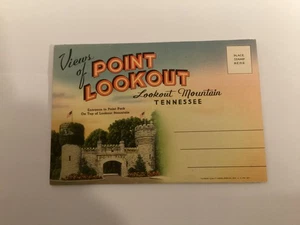 Views
of
POINT
LOOKOUT
Lookout Mountain
TENNESSEE
Entrance to Point Park
On Top of Lookout Mountain
PLACE
STAMP
HERE